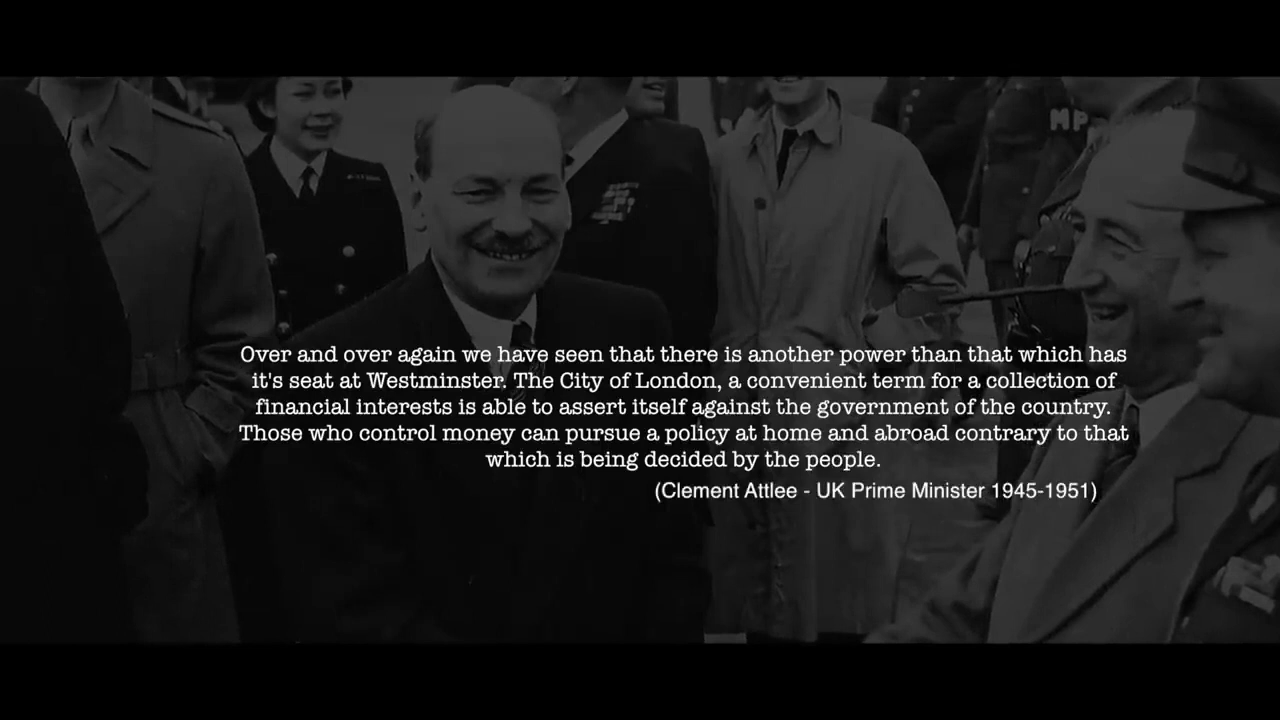 MP
Over and over again we have seen that there is another power than that which has
it's seat at Westminster. The City of London, a convenient term for a collection of
financial interests is able to assert itself against the government of the country.
Those who control money can pursue a policy at home and abroad contrary to that
which is being decided by the people.
(Clement Attlee - UK Prime Minister 1945-1951)